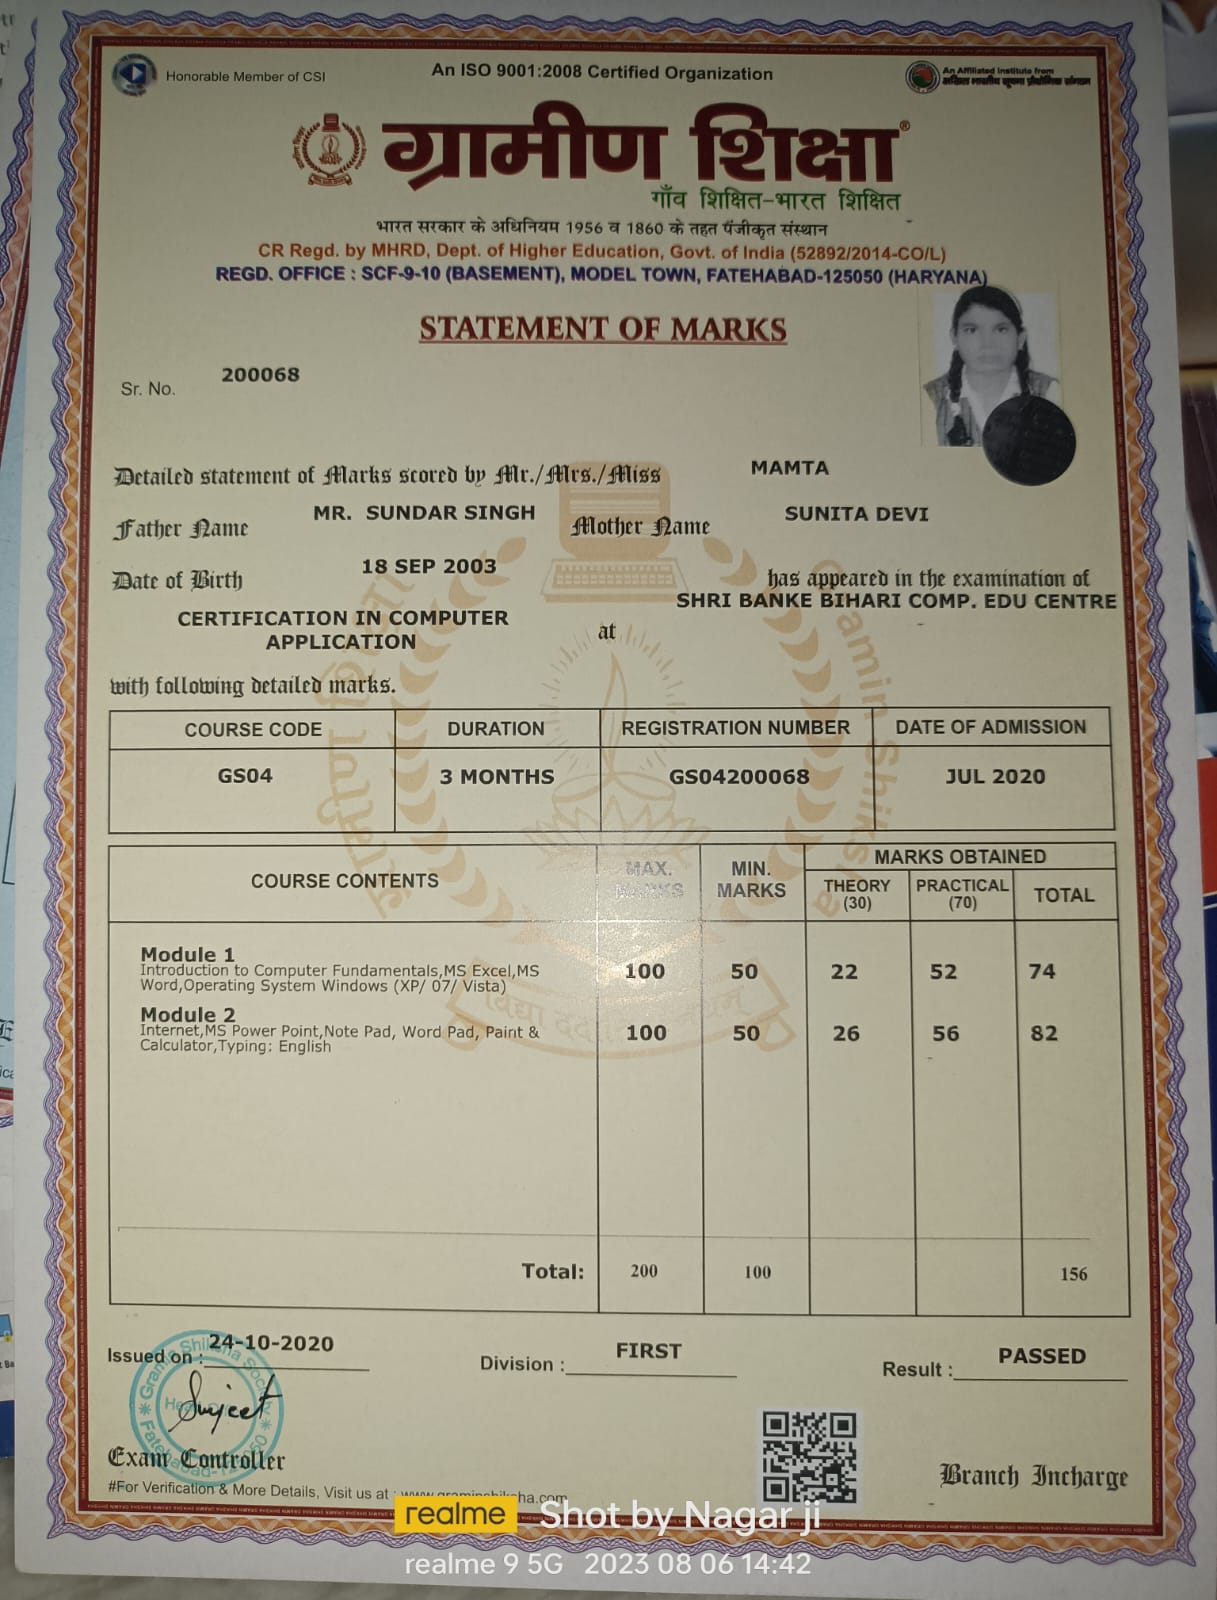 Honorable Member of CSI
An ISO 9001:2008 Certified Organization
An Affiliated Institute from
अखिल भारतीय सूचना प्रौद्योगिक संगठन
ग्रामीण शिक्षा®
गाँव शिक्षित-भारत शिक्षित
भारत सरकार के अधिनियम 1956 व 1860 के तहत पंजीकृत संस्थान
CR Regd. by MHRD, Dept. of Higher Education, Govt. of India (52892/2014-CO/L)
REGD. OFFICE : SCF-9-10 (BASEMENT), MODEL TOWN, FATEHABAD-125050 (HARYANA)
STATEMENT OF MARKS
Sr. No. 200068
Detailed statement of Marks scored by Mr./Mrs./Miss MAMTA
Father Name MR. SUNDAR SINGH Mother Name SUNITA DEVI
Date of Birth 18 SEP 2003 has appeared in the examination of
CERTIFICATION IN COMPUTER APPLICATION at SHRI BANKE BIHARI COMP. EDU CENTRE
with following detailed marks.
COURSE CODE DURATION REGISTRATION NUMBER DATE OF ADMISSION
GS04 3 MONTHS GS04200068 JUL 2020
COURSE CONTENTS MAX. MARKS MIN. MARKS MARKS OBTAINED
THEORY (30) PRACTICAL (70) TOTAL
Module 1
Introduction to Computer Fundamentals,MS Excel,MS 100 50 22 52 74
Word,Operating System Windows (XP/ 07/ Vista)
Module 2
Internet,MS Power Point,Note Pad, Word Pad, Paint & 100 50 26 56 82
Calculator,Typing: English
Total: 200 100 156
Issued on : 24-10-2020 Division : FIRST Result : PASSED
Sujeet
Exam Controller
Branch Incharge
#For Verification & More Details, Visit us at :
realme Shot by Nagar ji
realme 9 5G 2023 08 06 14:42
ग्रामीण शिक्षा
Gramin Shiksha